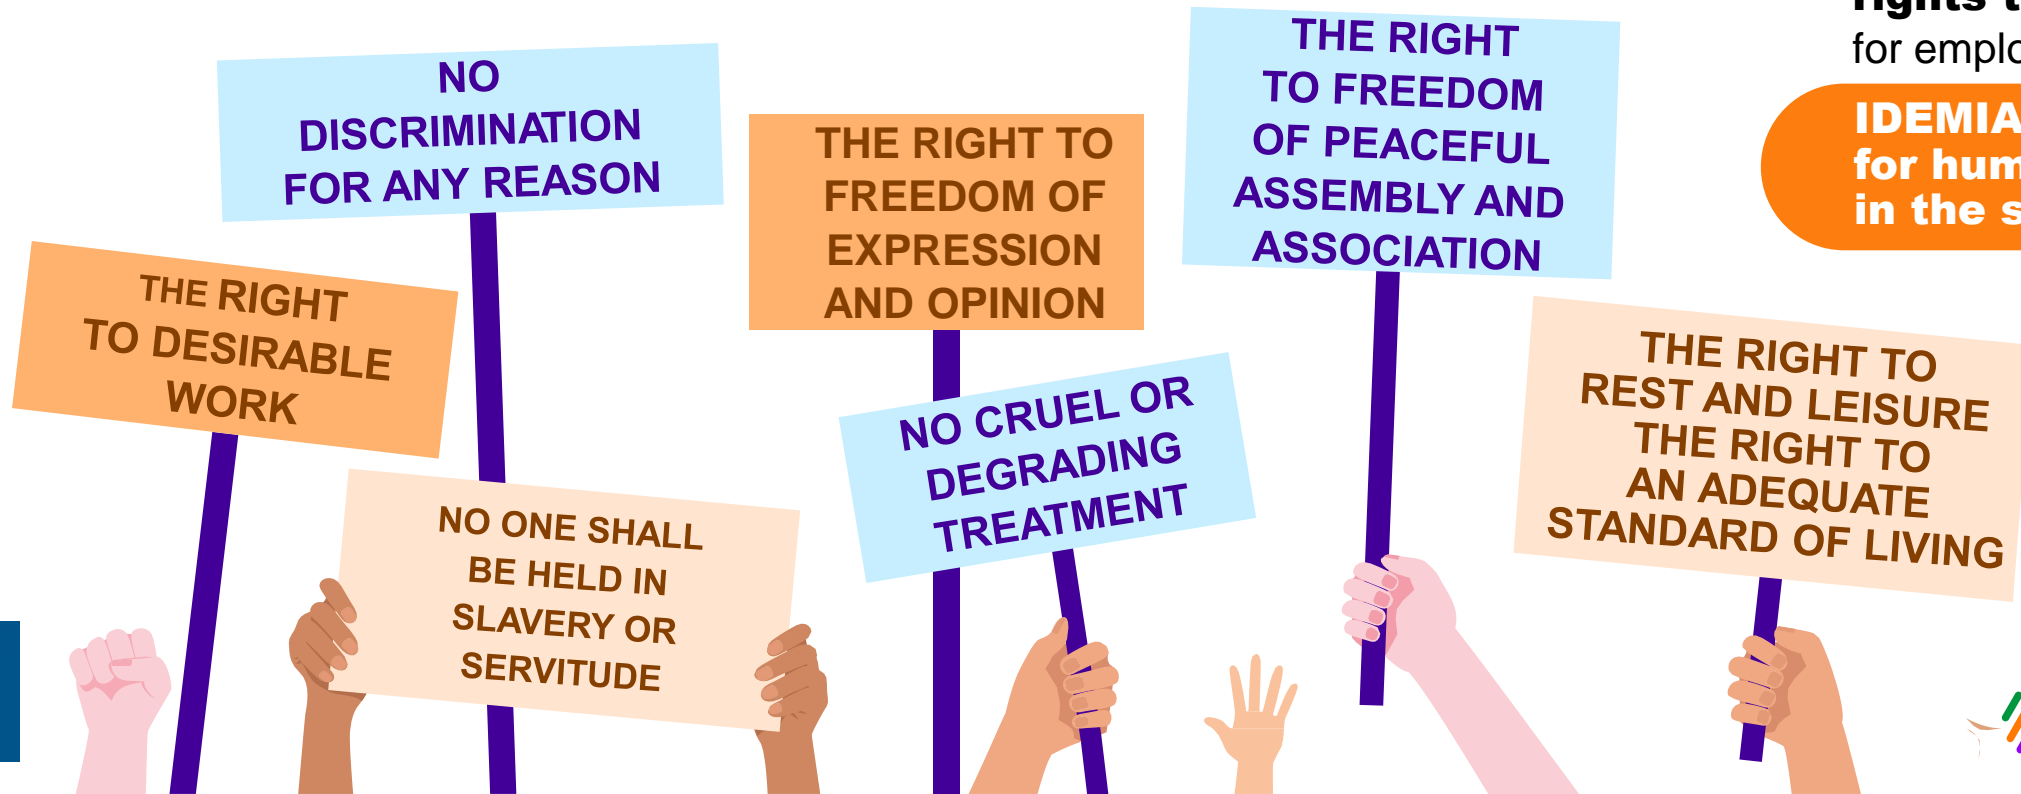 NO
DISCRIMINATION
FOR ANY REASON
THE RIGHT
TO DESIRABLE
WORK
NO ONE SHALL
BE HELD IN
SLAVERY OR
SERVITUDE
THE RIGHT TO
FREEDOM OF
EXPRESSION
AND OPINION
NO CRUEL OR
DEGRADING
TREATMENT
THE RIGHT
TO FREEDOM
OF PEACEFUL
ASSEMBLY AND
ASSOCIATION
THE RIGHT TO
REST AND LEISURE
THE RIGHT TO
AN ADEQUATE
STANDARD OF LIVING
rights
for
IDEMIA
for
in the